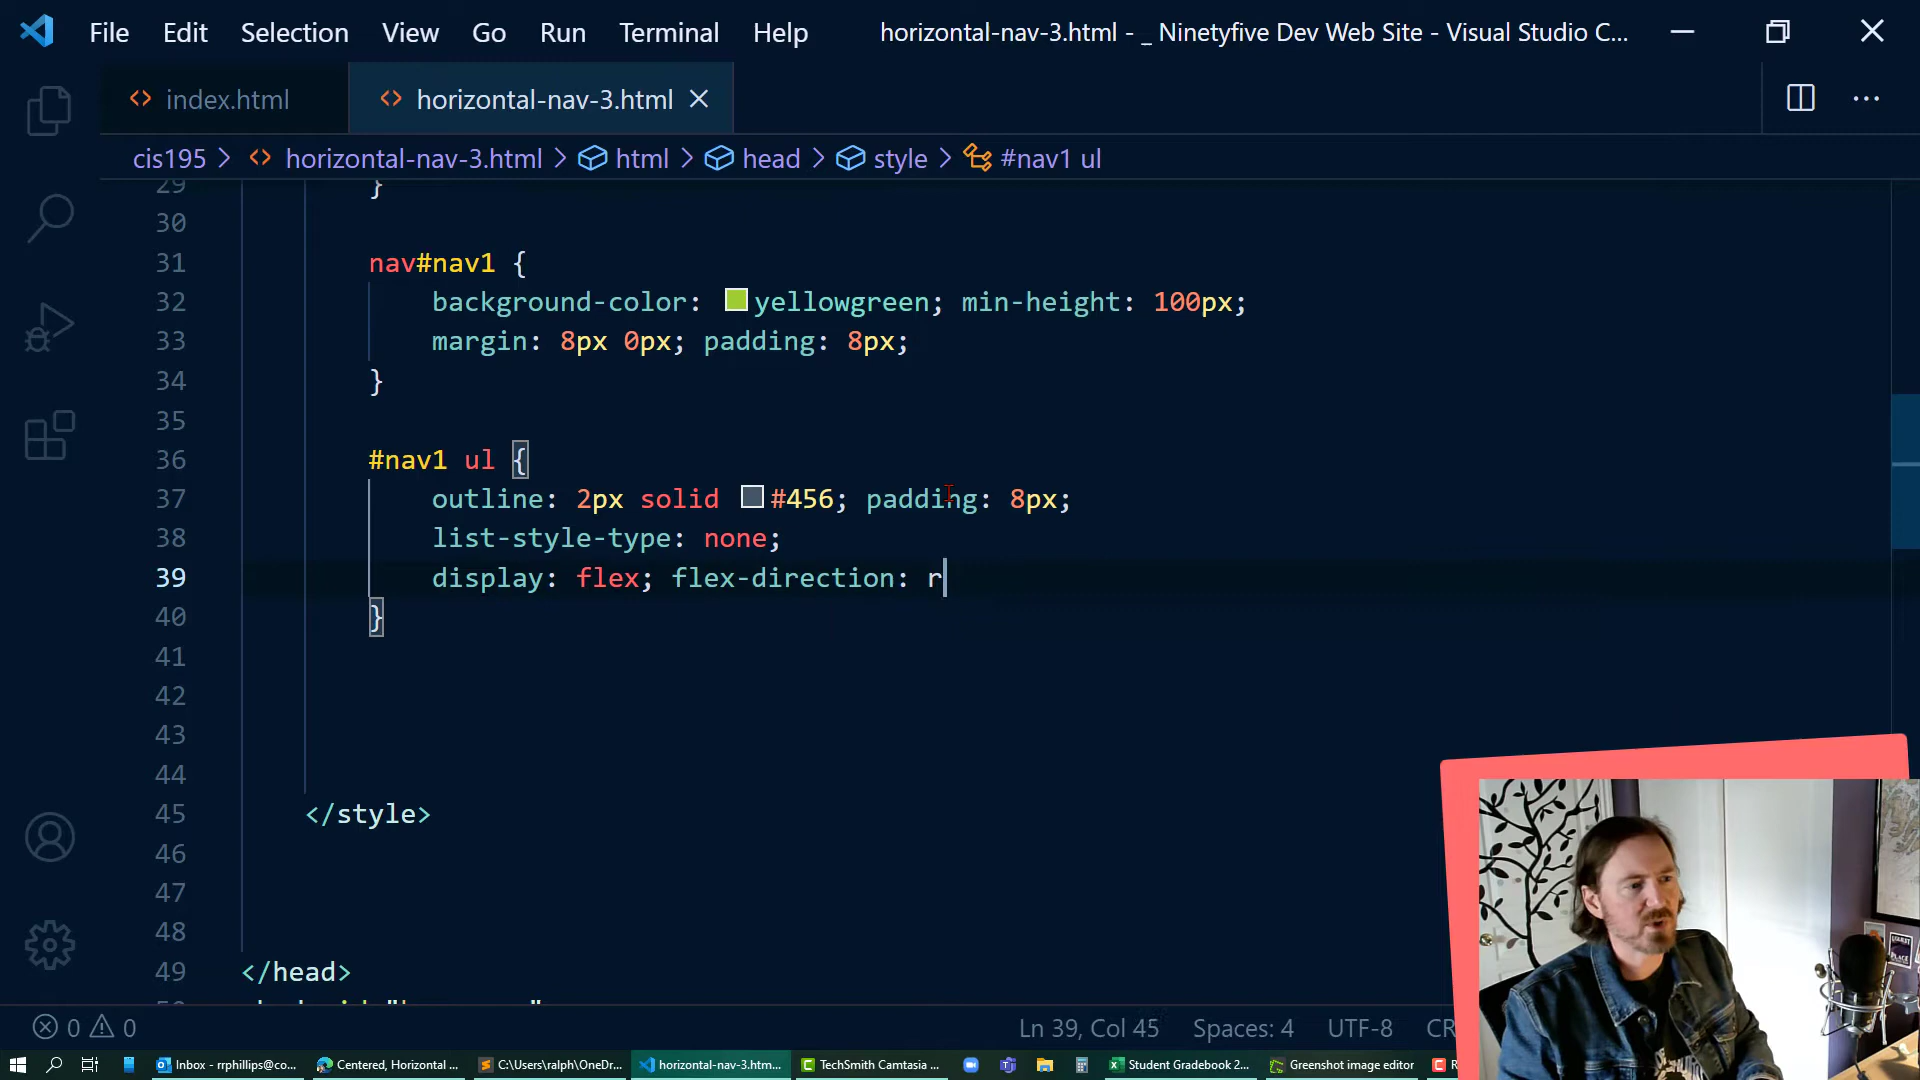 File Edit Selection View Go Run Terminal Help horizontal-nav-3.html - _ Ninetyfive Dev Web Site - Visual Studio C...
index.html horizontal-nav-3.html
cis195 > horizontal-nav-3.html > html > head > style > #nav1 ul
29 }
30
31 nav#nav1 {
32 background-color: yellowgreen; min-height: 100px;
33 margin: 8px 0px; padding: 8px;
34 }
35
36 #nav1 ul {
37 outline: 2px solid #456; padding: 8px;
38 list-style-type: none;
39 display: flex; flex-direction: r
40 }
41
42
43
44
45 </style>
46
47
48
49 </head>
0 0 Ln 39, Col 45 Spaces: 4 UTF-8 CR
Inbox - rrphillips@co... Centered, Horizontal ... C:\Users\ralph\OneDr... horizontal-nav-3.htm... TechSmith Camtasia ... Student Gradebook 2... Greenshot image editor R